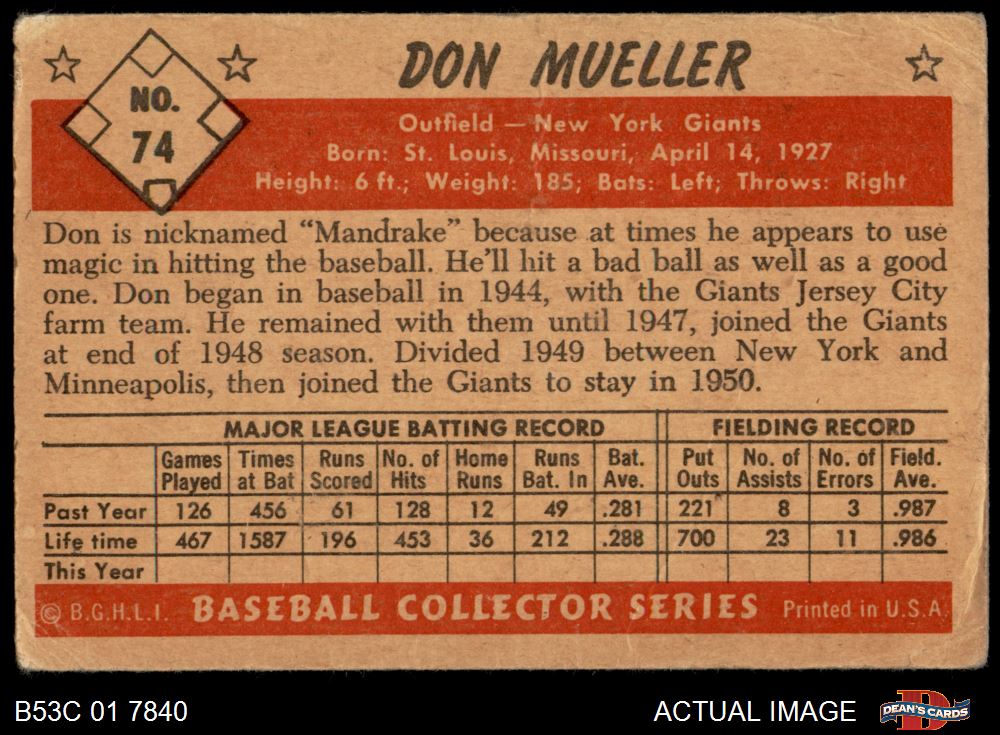 DON MUELLER
NO.
74
Outfield — New York Giants
Born: St. Louis, Missouri, April 14, 1927
Height: 6 ft.; Weight: 185; Bats: Left; Throws: Right
Don is nicknamed “Mandrake” because at times he appears to use
magic in hitting the baseball. He’ll hit a bad ball as well as a good
one. Don began in baseball in 1944, with the Giants Jersey City
farm team. He remained with them until 1947, joined the Giants
at end of 1948 season. Divided 1949 between New York and
Minneapolis, then joined the Giants to stay in 1950.
MAJOR LEAGUE BATTING RECORD FIELDING RECORD
Games Times Runs No. of Home Runs Bat. Put No. of No. of Field.
Played at Bat Scored Hits Runs Bat. In Ave. Outs Assists Errors Ave.
Past Year 126 456 61 128 12 49 .281 221 8 3 .987
Life time 467 1587 196 453 36 212 .288 700 23 11 .986
This Year
© B.G.H.L.I. BASEBALL COLLECTOR SERIES Printed in U.S.A.
B53C 01 7840 ACTUAL IMAGE D DEAN'S CARDS